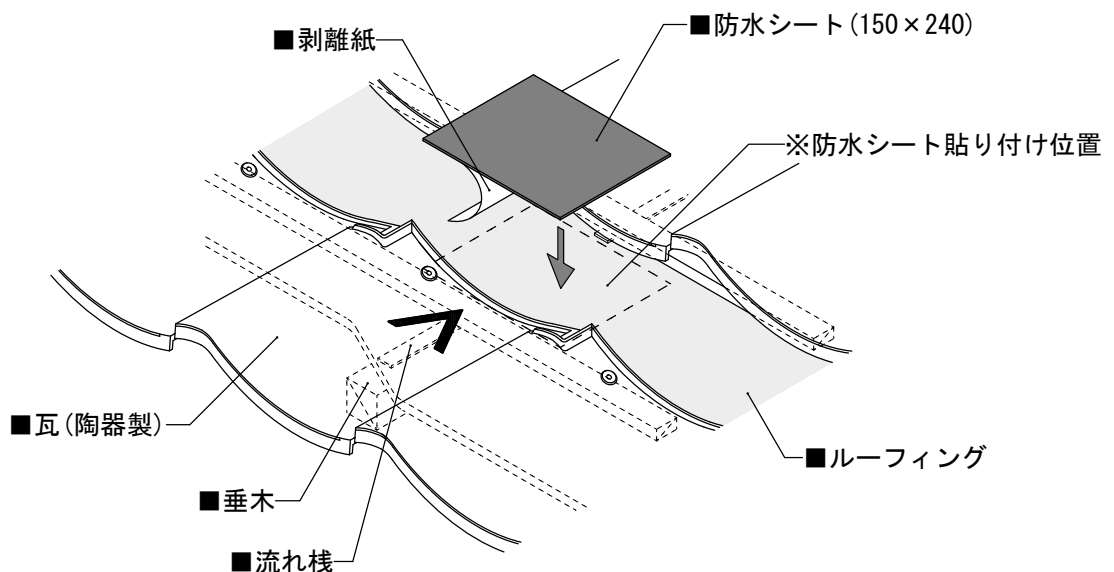 ■剥離紙
■防水シート(150×240)
※防水シート貼り付け位置
■瓦(陶器製)
■ルーフィング
■垂木
■流れ桟